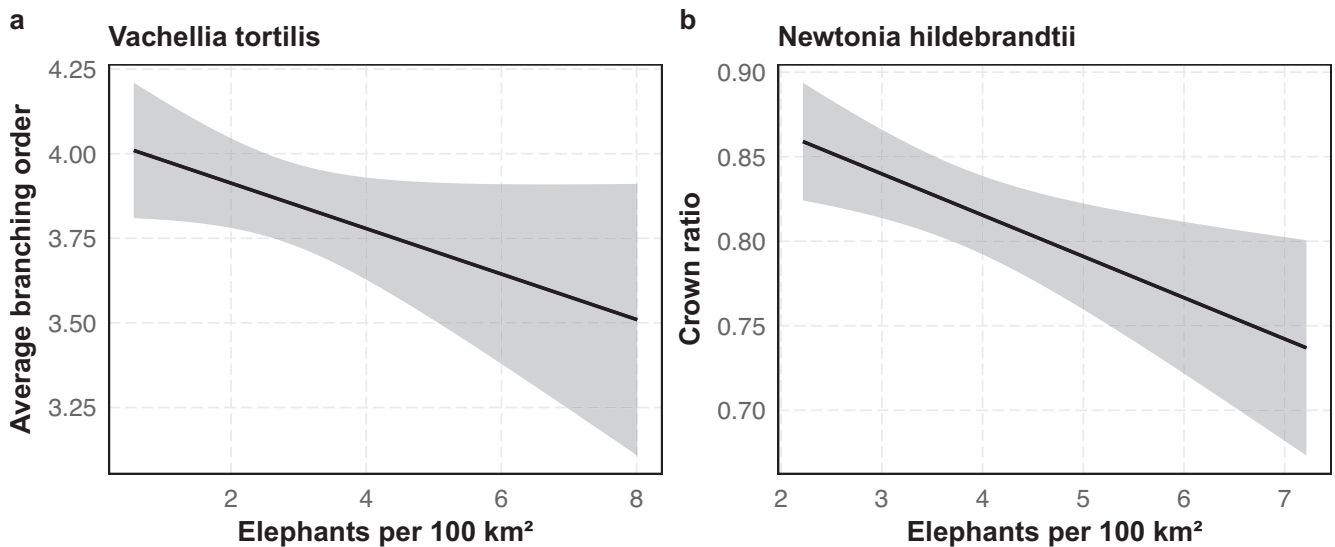 a
Vachellia tortilis
Average branching order
4.25
4.00
3.75
3.50
3.25
2 4 6 8
Elephants per 100 km²
b
Newtonia hildebrandtii
Crown ratio
0.90
0.85
0.80
0.75
0.70
2 3 4 5 6 7
Elephants per 100 km²